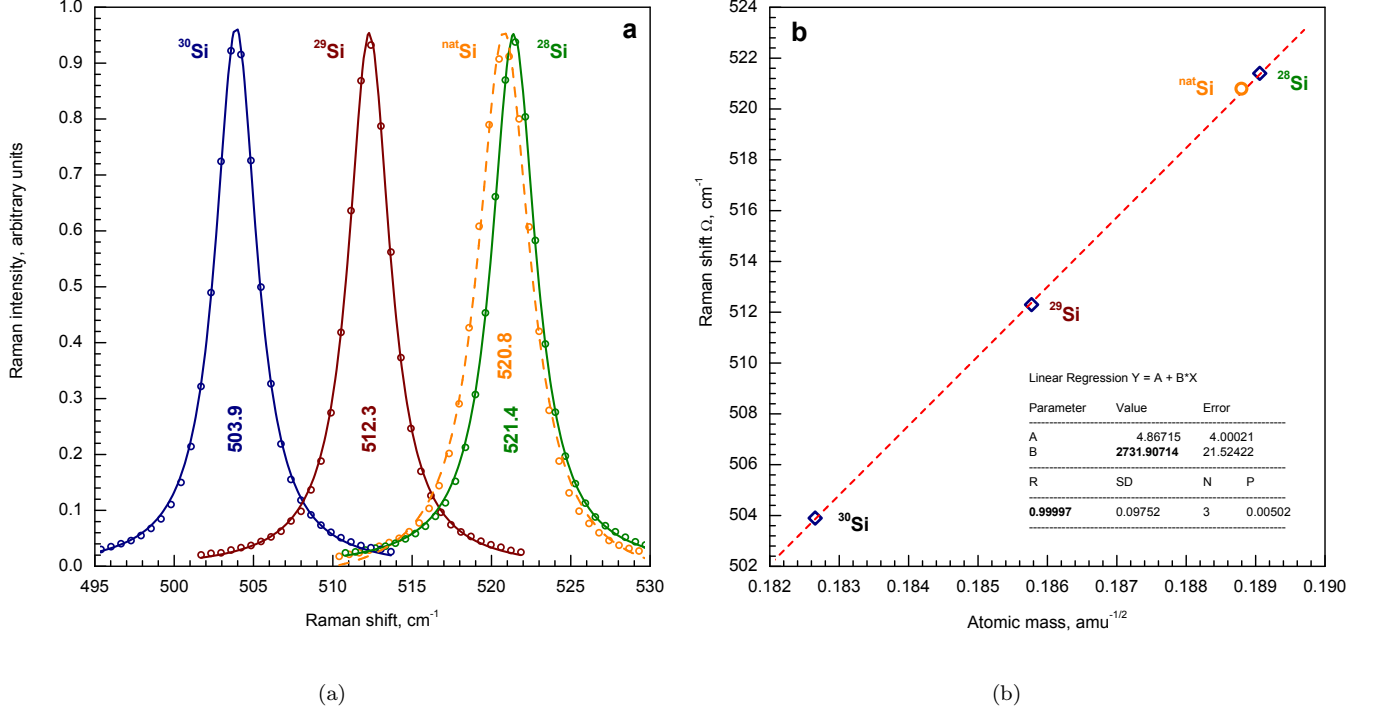 a
³⁰Si
²⁹Si
ⁿᵃᵗSi
²⁸Si
1.0
0.9
0.8
0.7
0.6
0.5
0.4
0.3
0.2
0.1
0.0
Raman intensity, arbitrary units
503.9
512.3
520.8
521.4
495 500 505 510 515 520 525 530
Raman shift, cm⁻¹
(a)
b
524
522
520
518
516
514
512
510
508
506
504
502
Raman shift Ω, cm⁻¹
ⁿᵃᵗSi
²⁸Si
²⁹Si
³⁰Si
Linear Regression Y = A + B*X
Parameter Value Error
A 4.86715 4.00021
B 2731.90714 21.52422
R SD N P
0.99997 0.09752 3 0.00502
0.182 0.183 0.184 0.185 0.186 0.187 0.188 0.189 0.190
Atomic mass, amu⁻¹/²
(b)